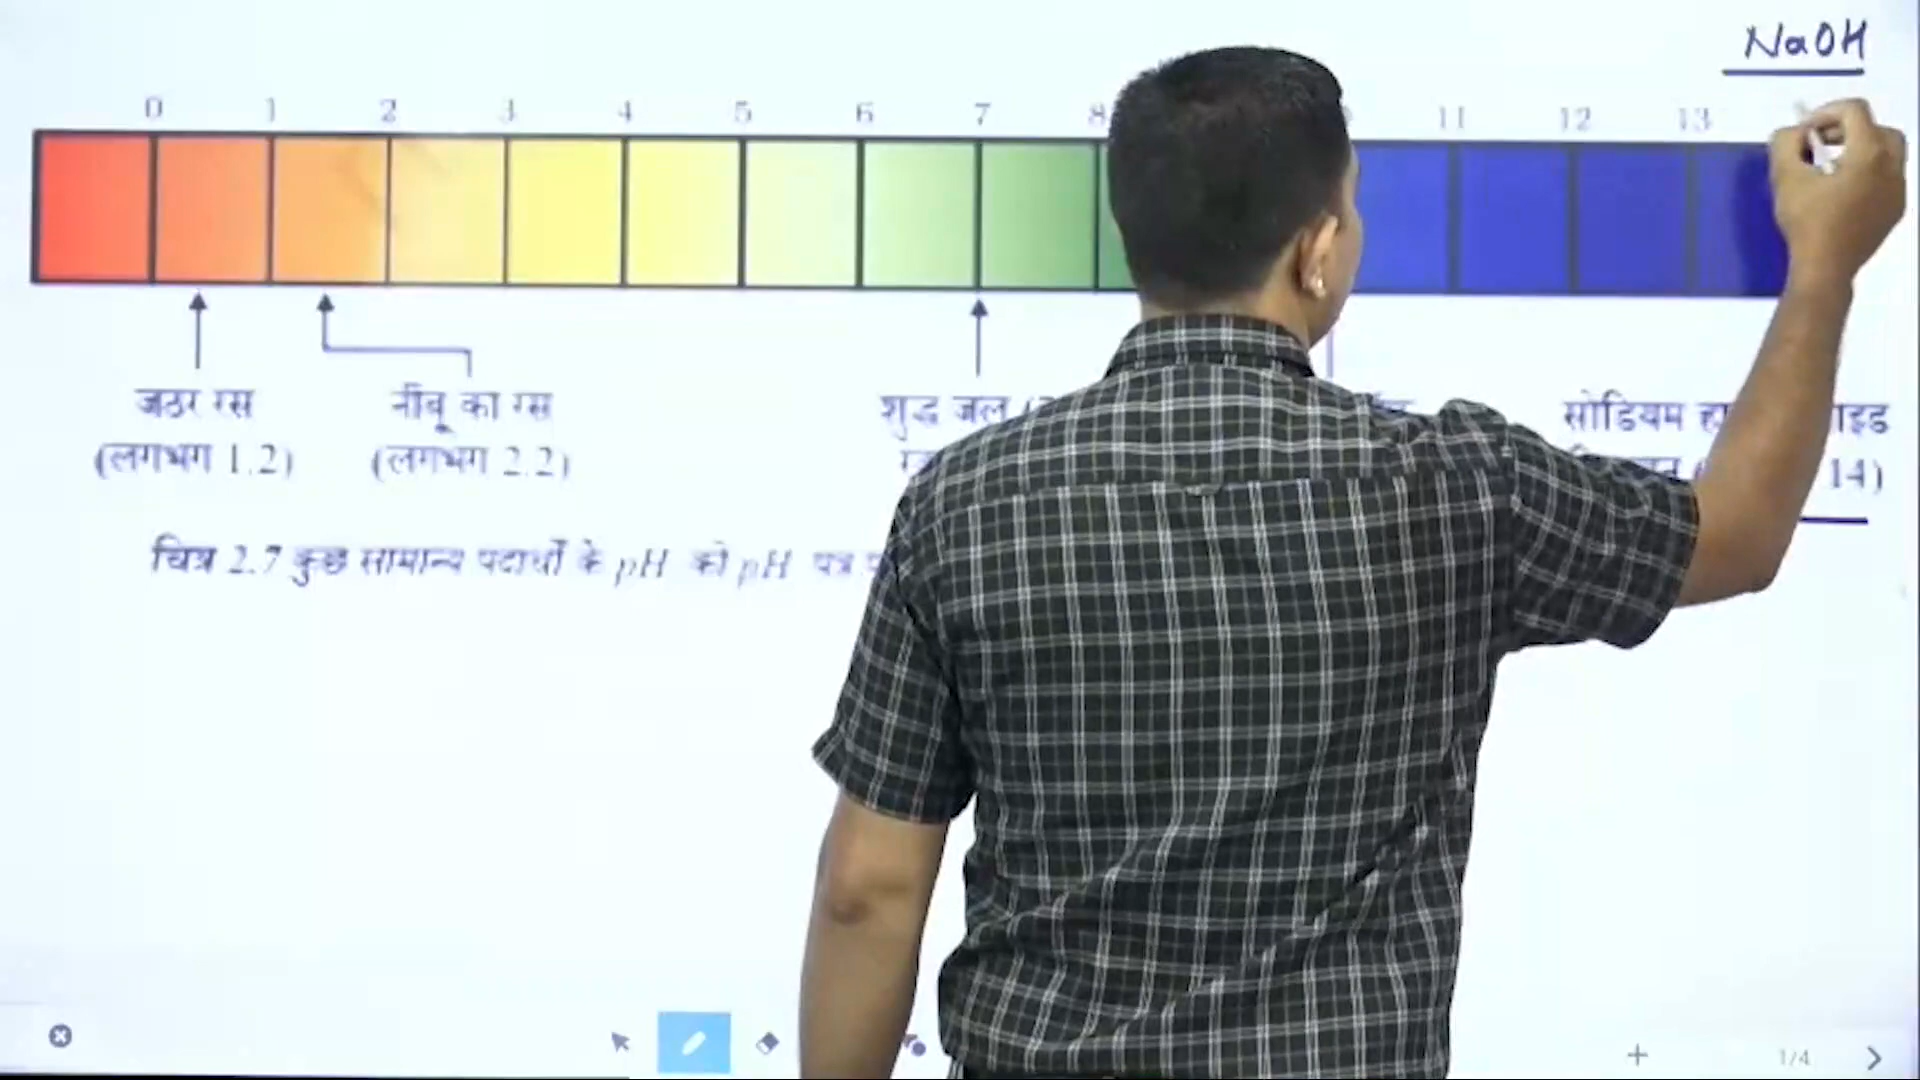 NaOH
0 1 2 3 4 5 6 7 8 11 12 13
जठर रस
(लगभग 1.2)
नींबू का रस
(लगभग 2.2)
शुद्ध जल
सोडियम
14)
चित्र 2.7 कुछ सामान्य पदार्थों के pH को pH पत्र
1/4